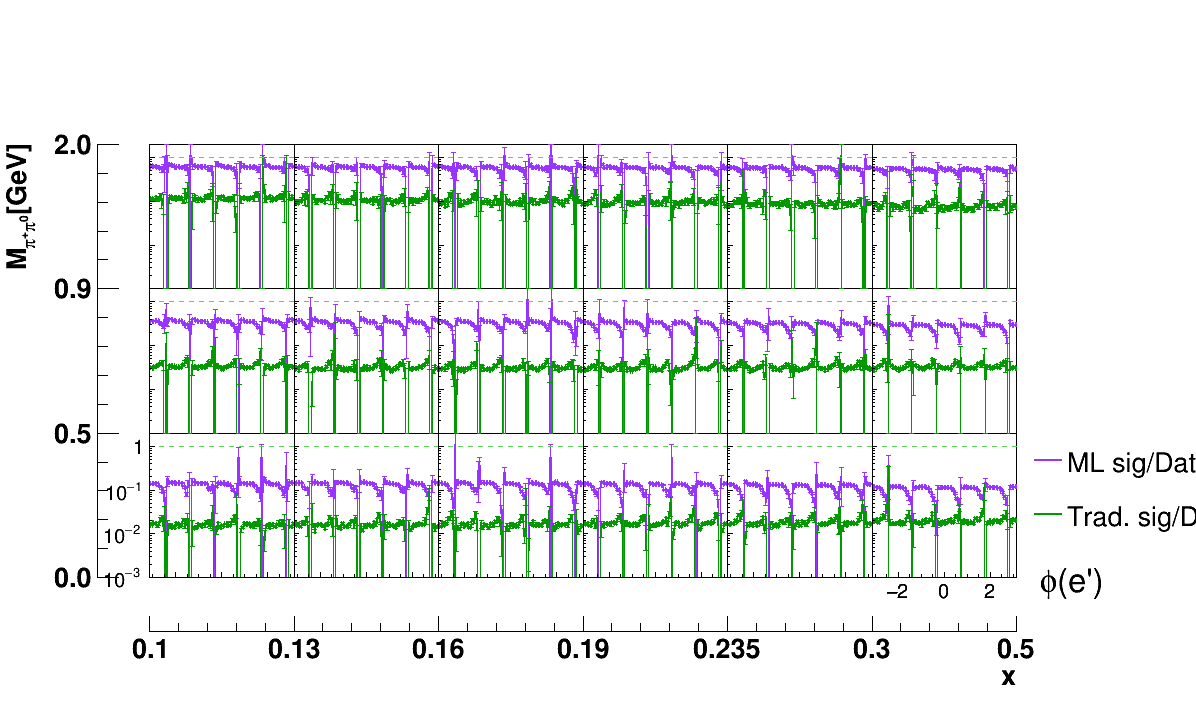 M π⁺π⁰ [GeV]
2.0
0.9
0.5
0.0
1
10⁻¹
10⁻²
10⁻³
ML sig/Dat
Trad. sig/D
−2 0 2
ϕ(e')
0.1 0.13 0.16 0.19 0.235 0.3 0.5
x